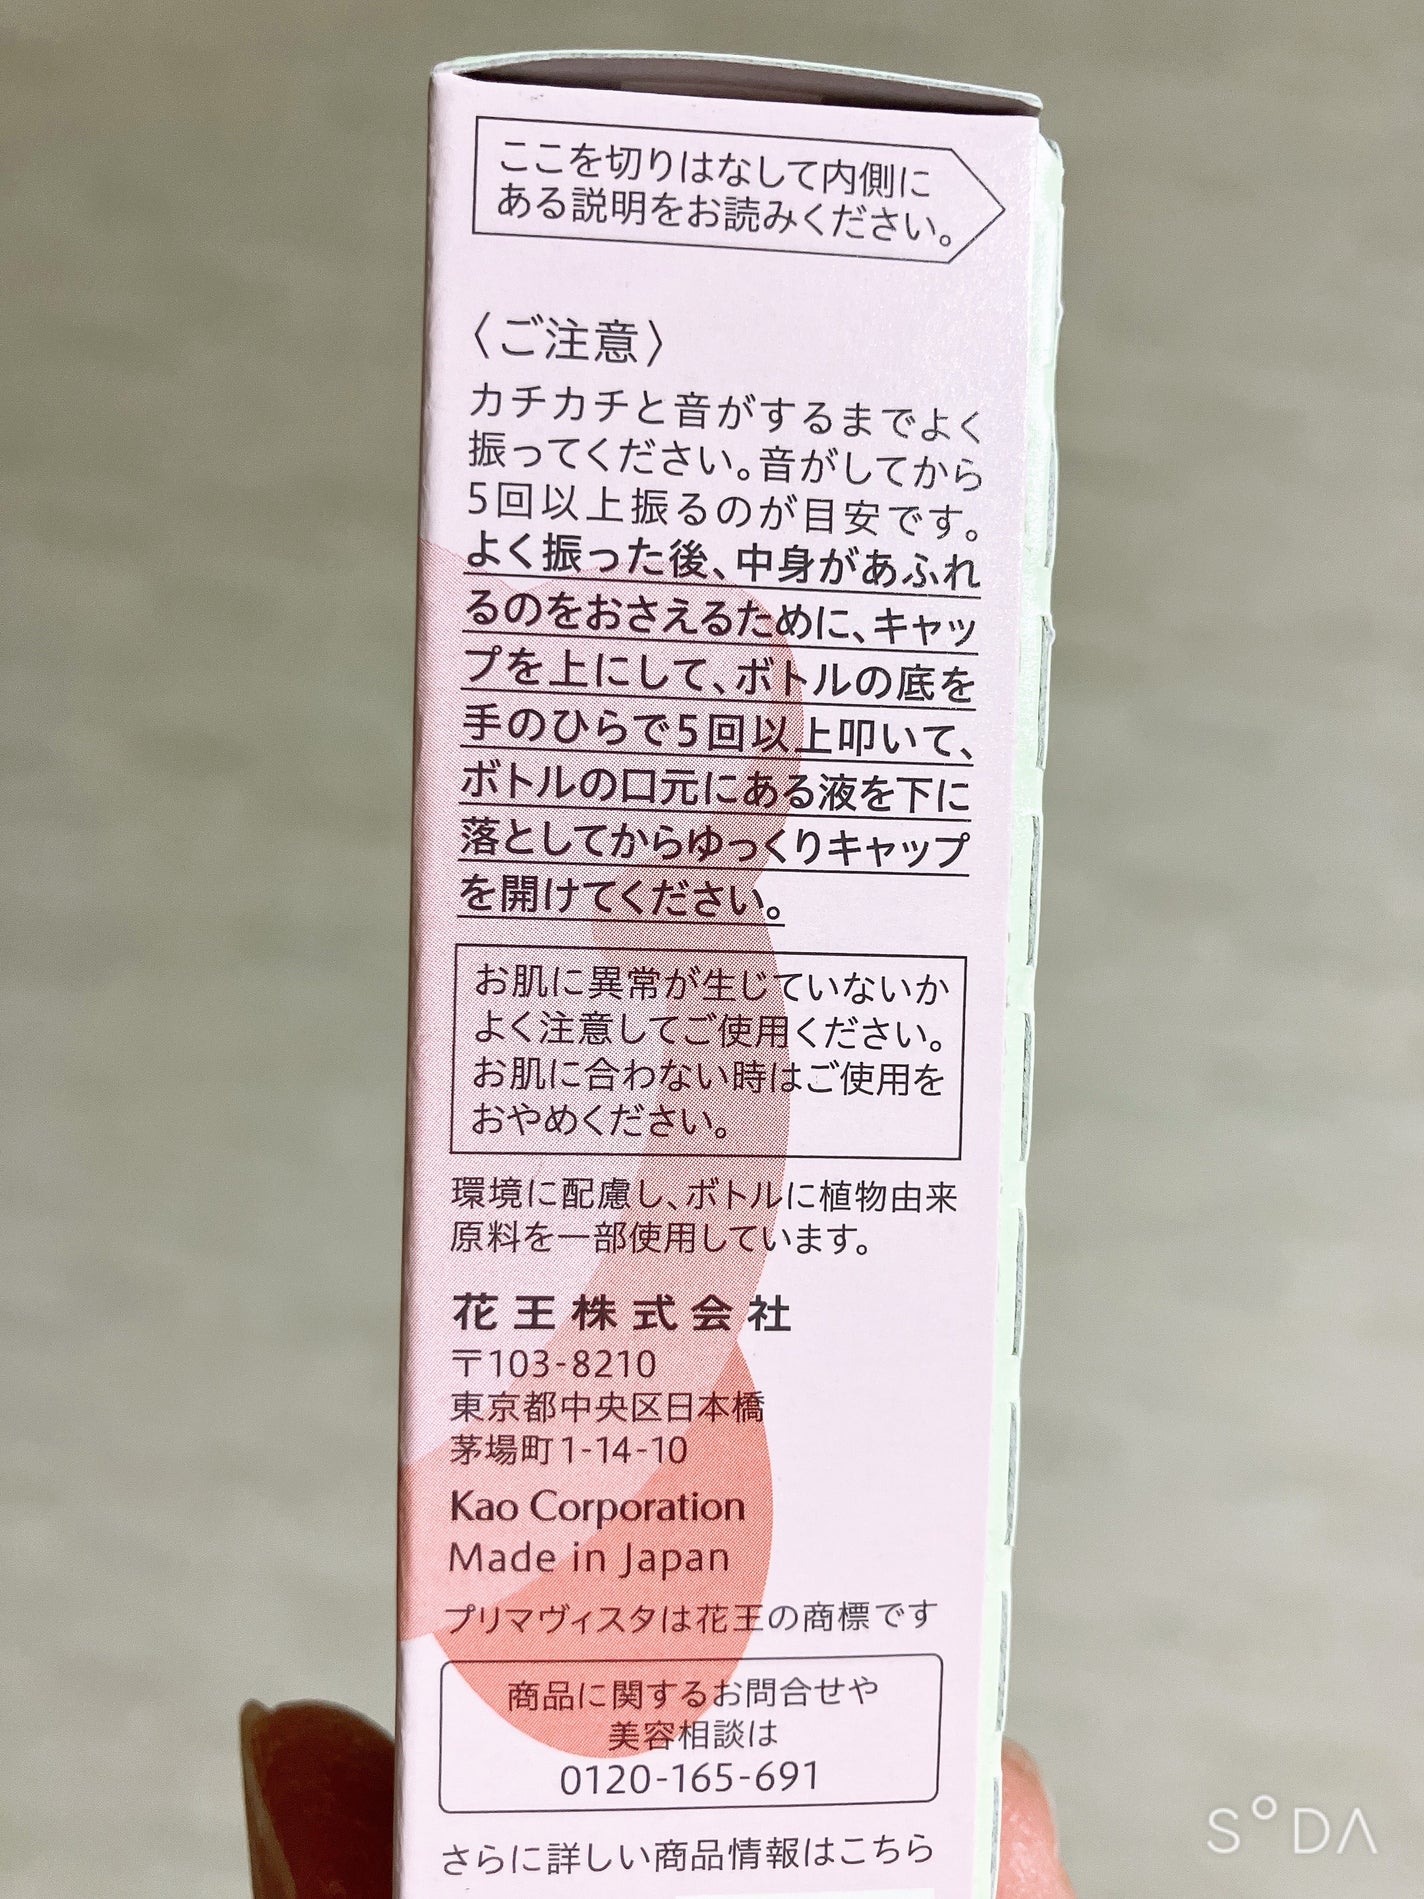 ここを切りはなして内側に
ある説明をお読みください。
〈ご注意〉
カチカチと音がするまでよく
振ってください。音がしてから
5回以上振るのが目安です。
よく振った後、中身があふれ
るのをおさえるために、キャッ
プを上にして、ボトルの底を
手のひらで5回以上叩いて、
ボトルの口元にある液を下に
落としてからゆっくりキャップ
を開けてください。
お肌に異常が生じていないか
よく注意してご使用ください。
お肌に合わない時はご使用を
おやめください。
環境に配慮し、ボトルに植物由来
原料を一部使用しています。
花王株式会社
〒103-8210
東京都中央区日本橋
茅場町1-14-10
Kao Corporation
Made in Japan
プリマヴィスタは花王の商標です
商品に関するお問合せや
美容相談は
0120-165-691
さらに詳しい商品情報はこちら
SODA